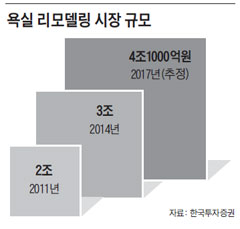 욕실 리모델링 시장 규모
4조1000억원
2017년(추정)
3조
2014년
2조
2011년
자료: 한국투자증권